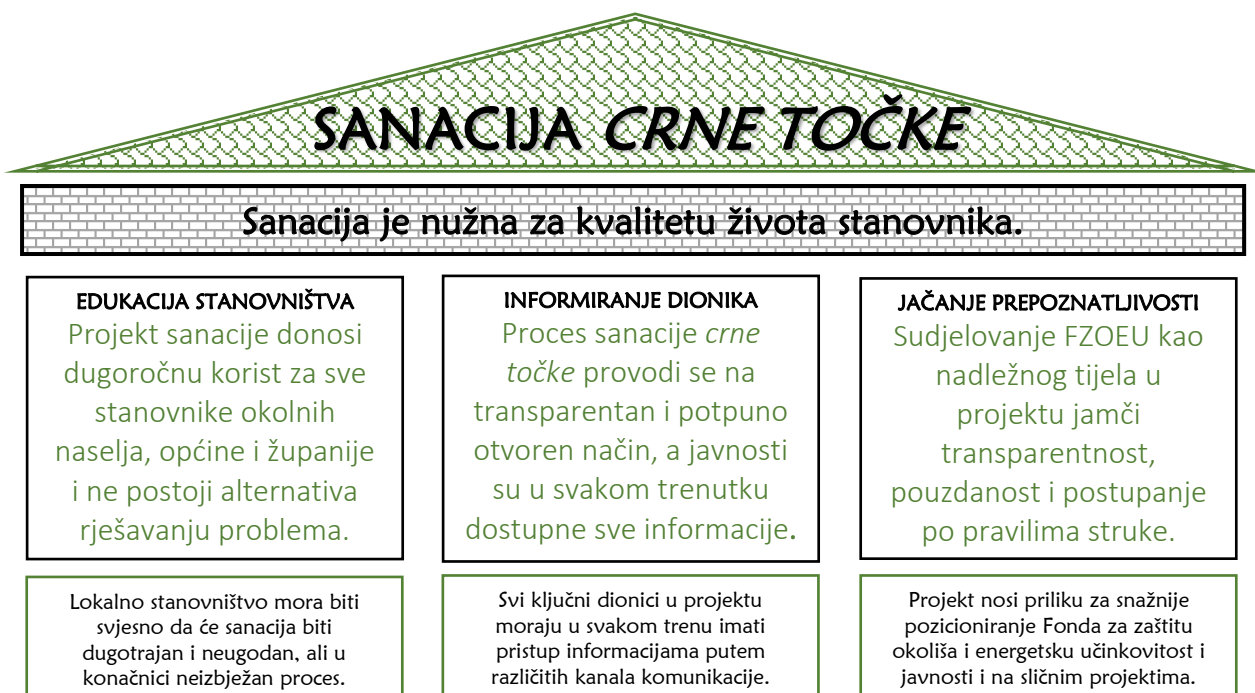 SANACIJA CRNE TOČKE
Sanacija je nužna za kvalitetu života stanovnika.
EDUKACIJA STANOVNIŠTVA
Projekt sanacije donosi
dugoročnu korist za sve
stanovnike okolnih
naselja, općine i županije
i ne postoji alternativa
rješavanju problema.
INFORMIRANJE DIONIKA
Proces sanacije crne
točke provodi se na
transparentan i potpuno
otvoren način, a javnosti
su u svakom trenutku
dostupne sve informacije.
JAČANJE PREPOZNATLJIVOSTI
Sudjelovanje FZOEU kao
nadležnog tijela u
projektu jamči
transparentnost,
pouzdanost i postupanje
po pravilima struke.
Lokalno stanovništvo mora biti
svjesno da će sanacija biti
dugotrajan i neugodan, ali u
konačnici neizbježan proces.
Svi ključni dionici u projektu
moraju u svakom trenu imati
pristup informacijama putem
različitih kanala komunikacije.
Projekt nosi priliku za snažnije
pozicioniranje Fonda za zaštitu
okoliša i energetsku učinkovitost i
javnosti i na sličnim projektima.